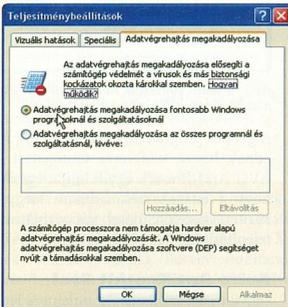 Teljesítménybeállítások
Vizuális hatások Speciális Adatvégrehajtás megakadályozása
Az adatvégrehajtás megakadályozása elősegíti a
számítógép védelmét a vírusok és más biztonsági
kockázatok okozta károkkal szemben. Hogyan
működik?
Adatvégrehajtás megakadályozása fontosabb Windows
programoknál és szolgáltatásoknál
Adatvégrehajtás megakadályozása az összes programnál és
szolgáltatásnál, kivéve:
Hozzáadás... Eltávolítás
A számítógép processzora nem támogatja hardver alapú
adatvégrehajtás megakadályozását. A Windows
adatvégrehajtás megakadályozása szoftvere (DEP) segítséget
nyújt a támadásokkal szemben.
OK Mégse Alkalmaz